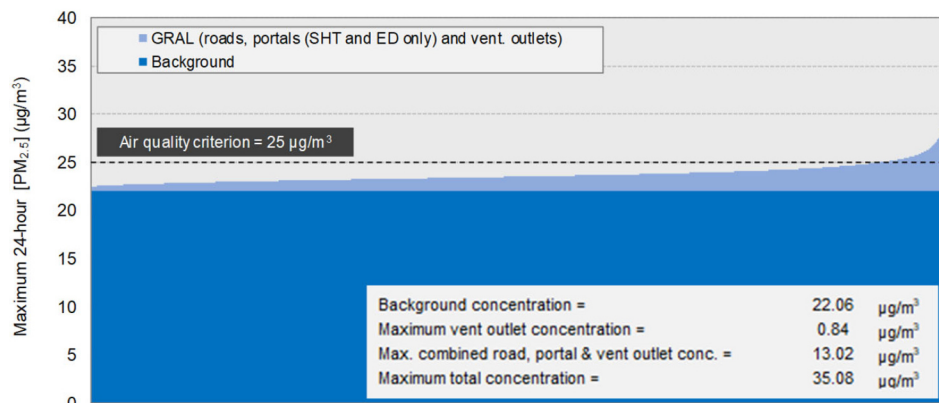 40
GRAL (roads, portals (SHT and ED only) and vent. outlets)
35
Background
30
Air quality criterion = 25 µg/m³
25
20
15
10
5
0
Maximum 24-hour [PM2.5] (µg/m³)
Background concentration = 22.06 µg/m³
Maximum vent outlet concentration = 0.84 µg/m³
Max. combined road, portal & vent outlet conc. = 13.02 µg/m³
Maximum total concentration = 35.08 µg/m³